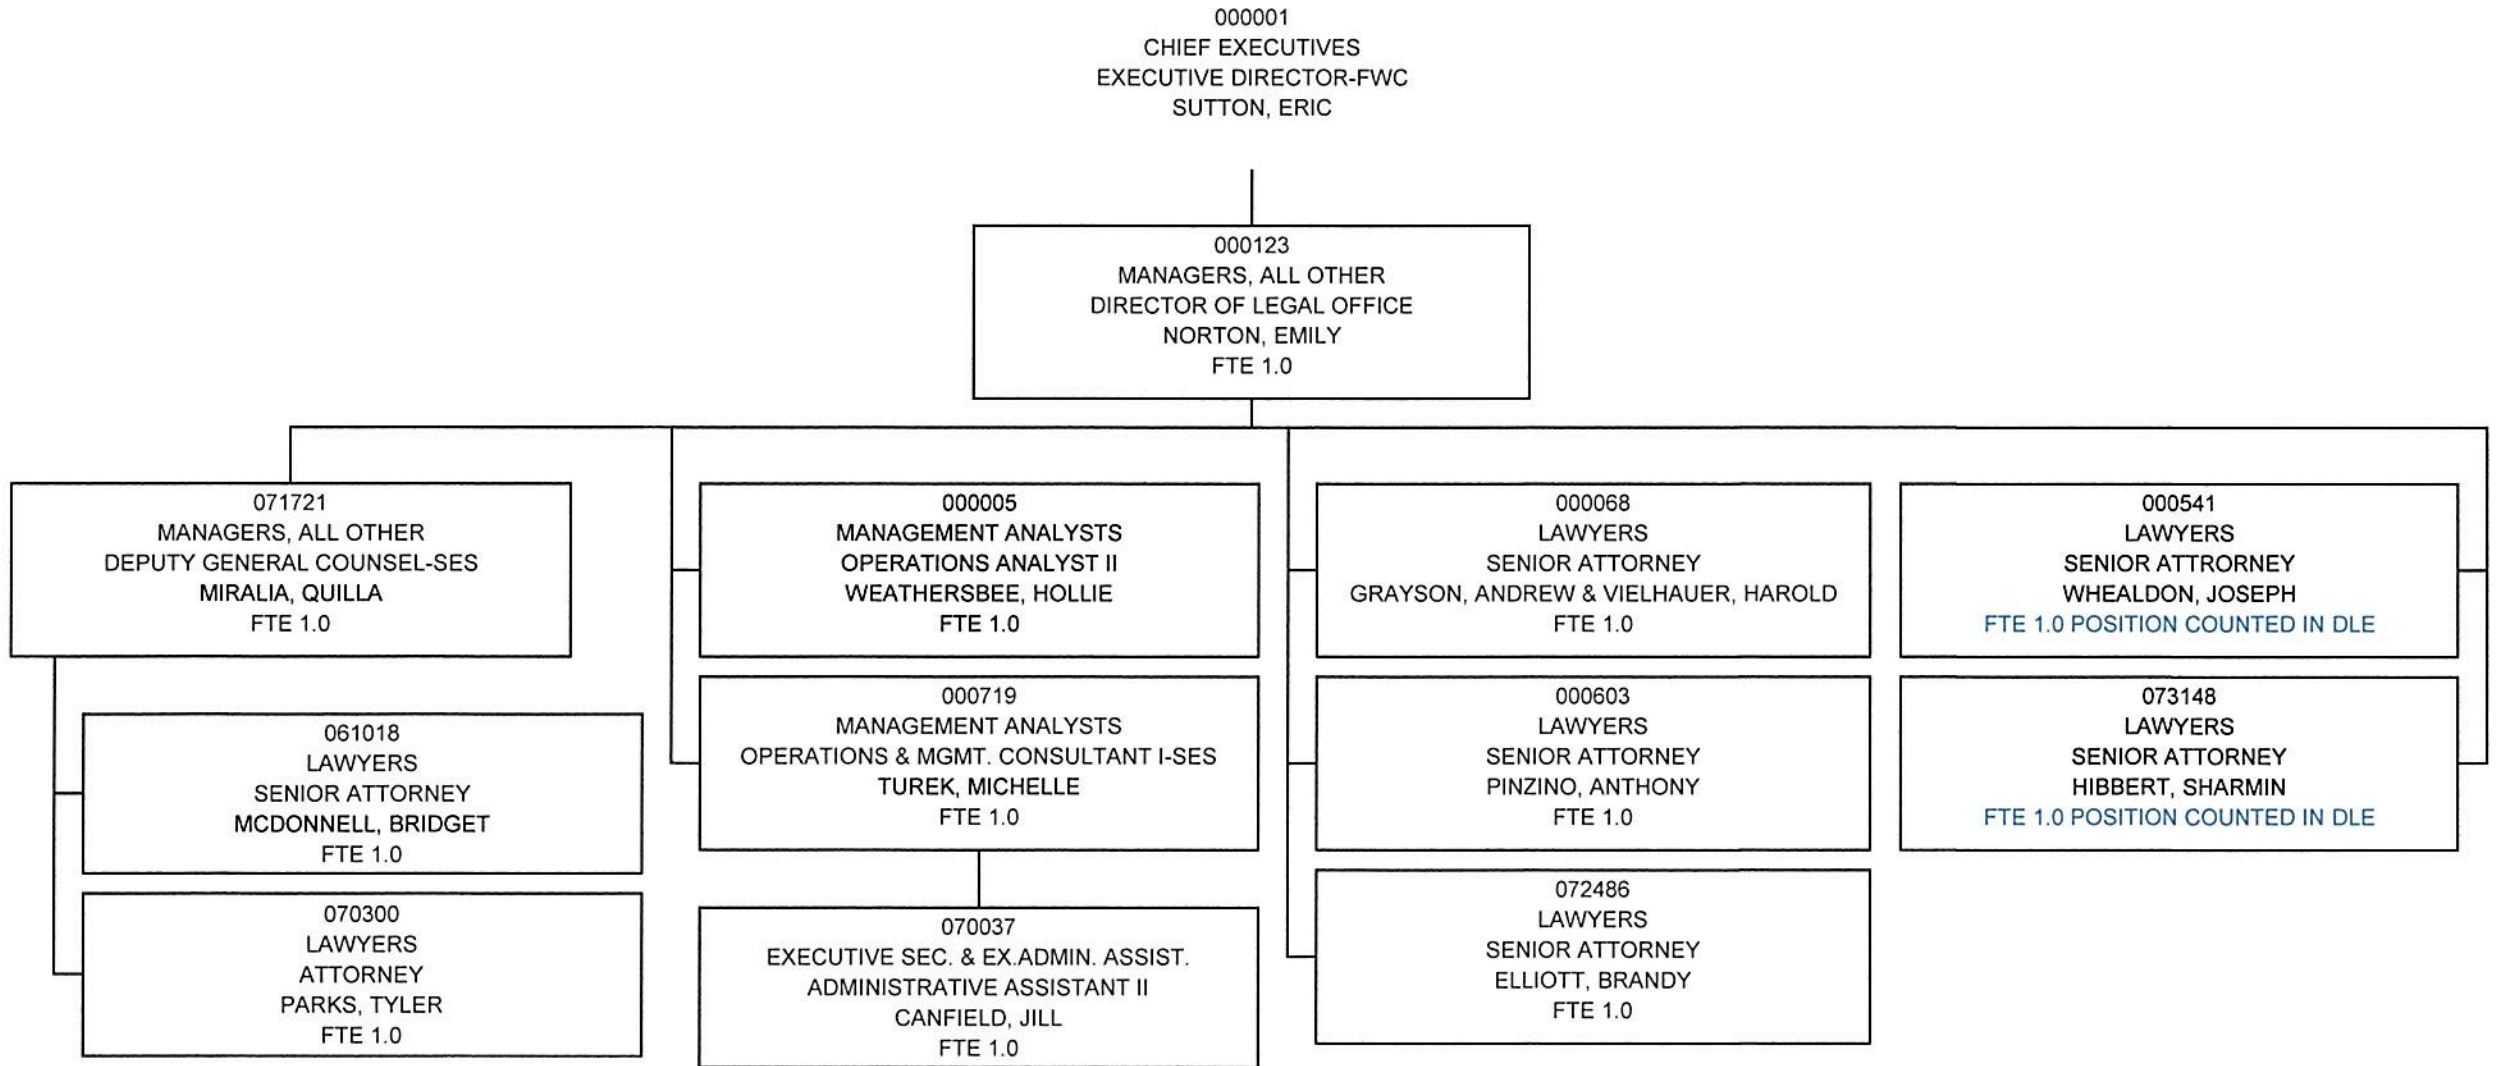 000001
CHIEF EXECUTIVES
EXECUTIVE DIRECTOR-FWC
SUTTON, ERIC
000123
MANAGERS, ALL OTHER
DIRECTOR OF LEGAL OFFICE
NORTON, EMILY
FTE 1.0
071721
MANAGERS, ALL OTHER
DEPUTY GENERAL COUNSEL-SES
MIRALIA, QUILLA
FTE 1.0
061018
LAWYERS
SENIOR ATTORNEY
MCDONNELL, BRIDGET
FTE 1.0
070300
LAWYERS
ATTORNEY
PARKS, TYLER
FTE 1.0
000005
MANAGEMENT ANALYSTS
OPERATIONS ANALYST II
WEATHERSBEE, HOLLIE
FTE 1.0
000719
MANAGEMENT ANALYSTS
OPERATIONS & MGMT. CONSULTANT I-SES
TUREK, MICHELLE
FTE 1.0
070037
EXECUTIVE SEC. & EX.ADMIN. ASSIST.
ADMINISTRATIVE ASSISTANT II
CANFIELD, JILL
FTE 1.0
000068
LAWYERS
SENIOR ATTORNEY
GRAYSON, ANDREW & VIELHAUER, HAROLD
FTE 1.0
000603
LAWYERS
SENIOR ATTORNEY
PINZINO, ANTHONY
FTE 1.0
072486
LAWYERS
SENIOR ATTORNEY
ELLIOTT, BRANDY
FTE 1.0
000541
LAWYERS
SENIOR ATTRORNEY
WHEALDON, JOSEPH
FTE 1.0 POSITION COUNTED IN DLE
073148
LAWYERS
SENIOR ATTORNEY
HIBBERT, SHARMIN
FTE 1.0 POSITION COUNTED IN DLE